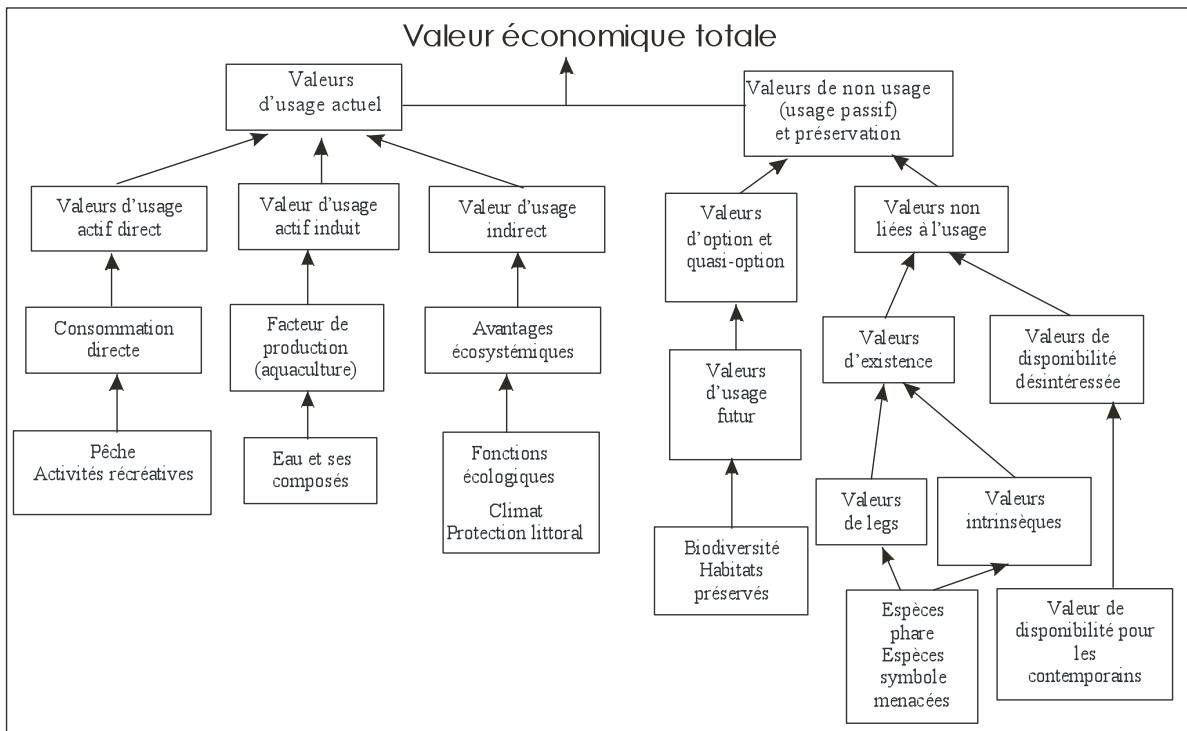 Valeur économique totale
Valeurs
d'usage actuel
Valeurs de non usage
(usage passif)
et préservation
Valeurs d'usage
actif direct
Valeur d'usage
actif induit
Valeur d'usage
indirect
Valeurs
d'option et
quasi-option
Valeurs non
liées à l'usage
Consommation
directe
Facteur de
production
(aquaculture)
Avantages
écosystémiques
Valeurs
d'usage
futur
Valeurs
d'existence
Valeurs de
disponibilité
désintéressée
Pêche
Activités récréatives
Eau et ses
composés
Fonctions
écologiques
Climat
Protection littoral
Biodiversité
Habitats
préservés
Valeurs
de legs
Valeurs
intrinsèques
Espèces
phare
Espèces
symbole
menacées
Valeur de
disponibilité pour
les
contemporains